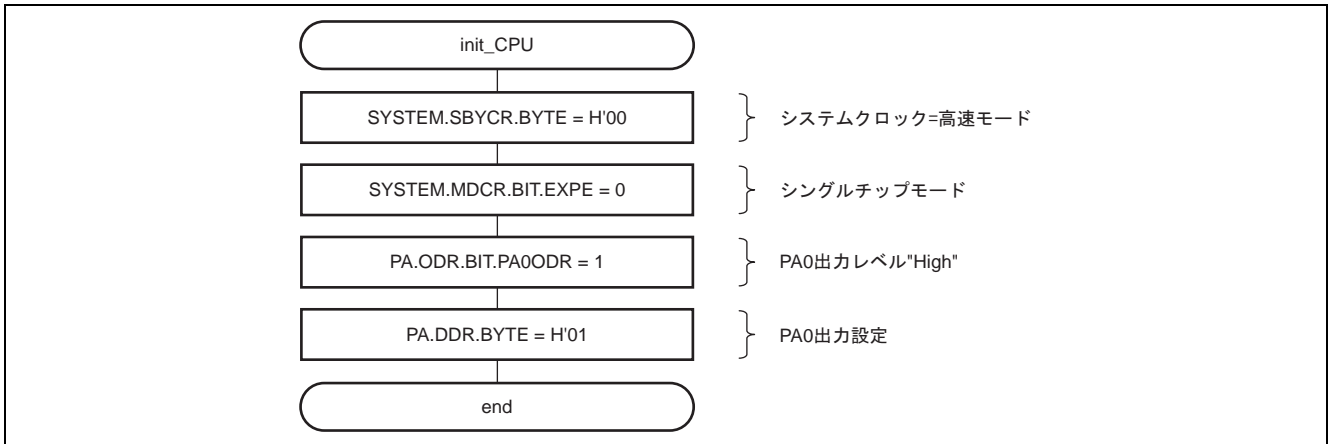 init_CPU
SYSTEM.SBYCR.BYTE = H'00
システムクロック=高速モード
SYSTEM.MDCR.BIT.EXPE = 0
シングルチップモード
PA.ODR.BIT.PA0ODR = 1
PA0出力レベル"High"
PA.DDR.BYTE = H'01
PA0出力設定
end